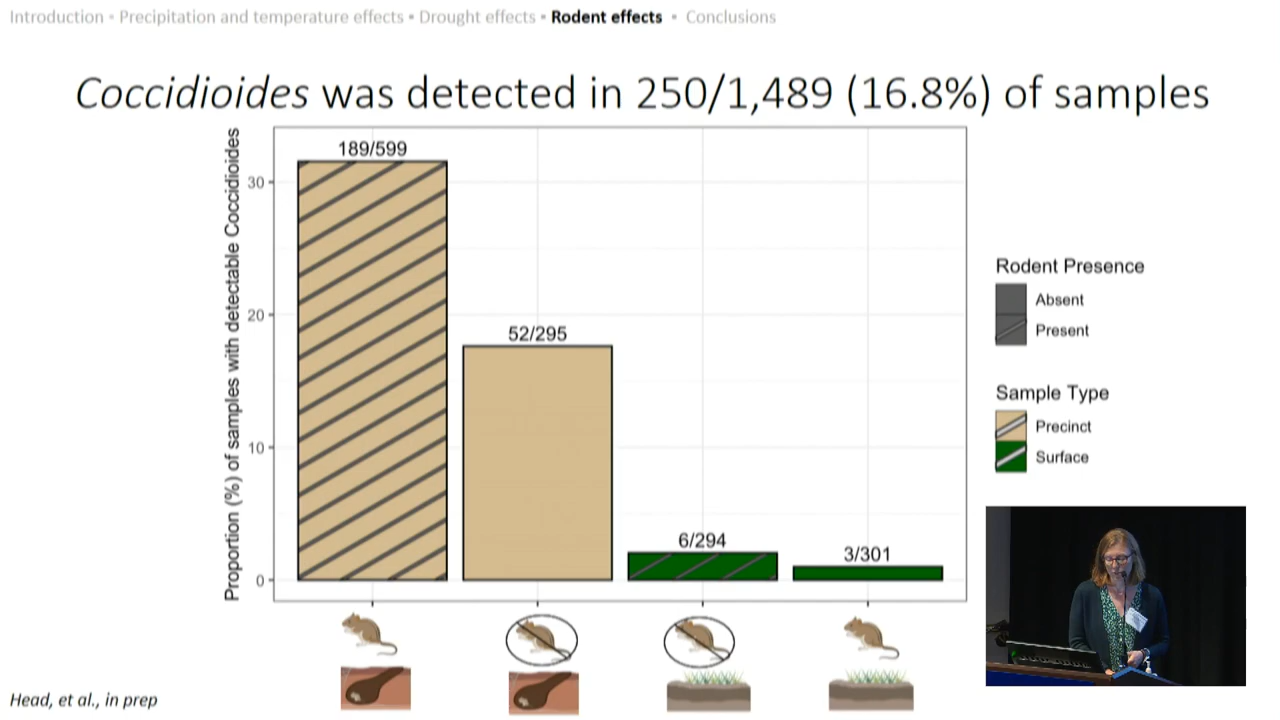 Introduction • Precipitation and temperature effects • Drought effects • Rodent effects • Conclusions
Coccidioides was detected in 250/1,489 (16.8%) of samples
Proportion (%) of samples with detectable Coccidioides
30
20
10
0
189/599
52/295
6/294
3/301
Rodent Presence
Absent
Present
Sample Type
Precinct
Surface
Head, et al., in prep